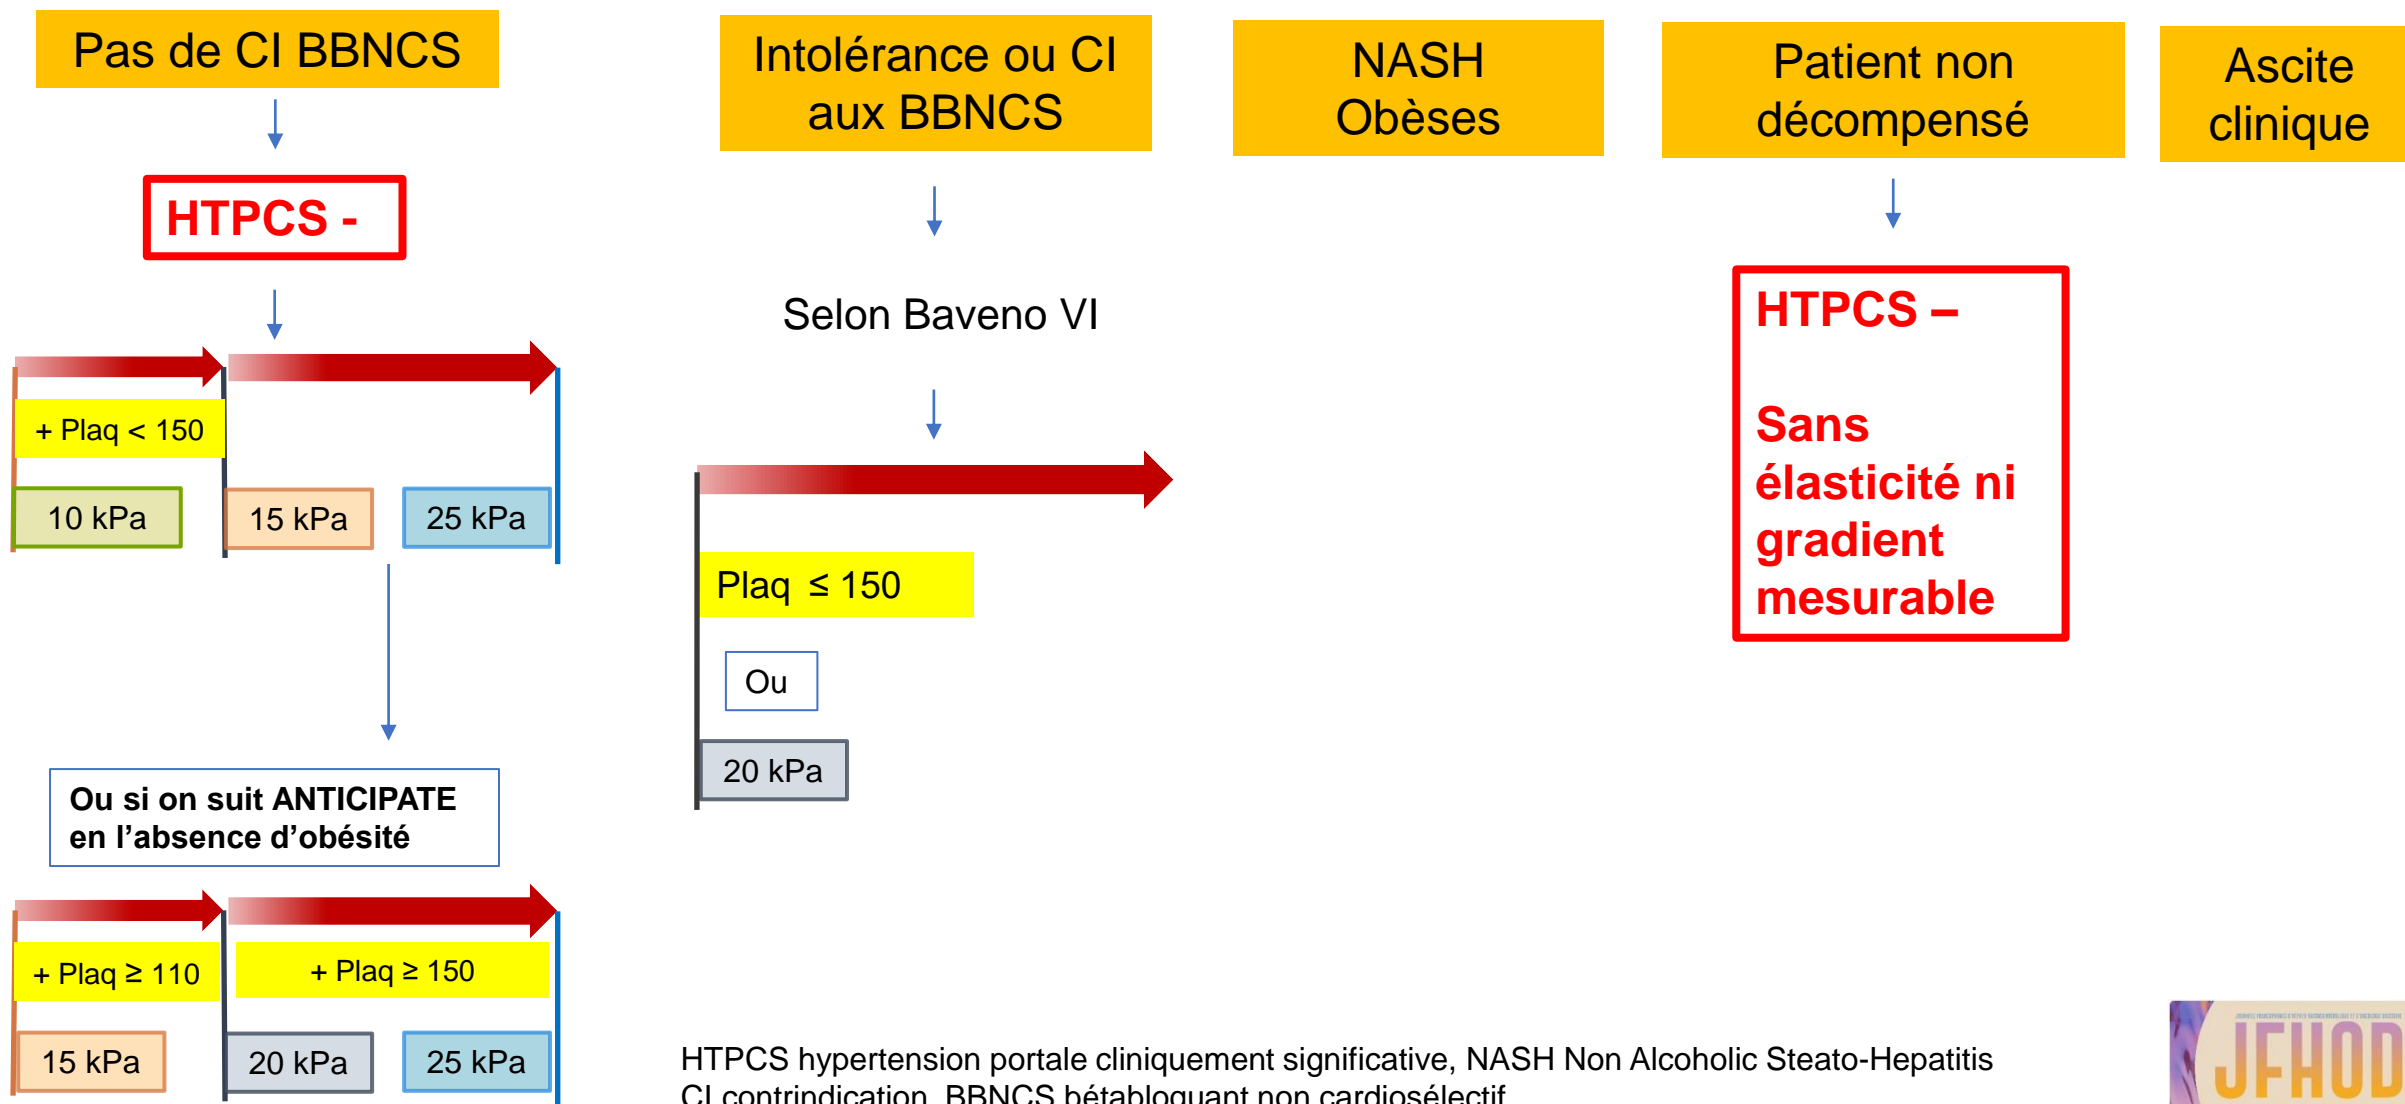 Pas de CI BBNCS
HTPCS -
+ Plaq < 150
10 kPa
15 kPa
25 kPa
Ou si on suit ANTICIPATE
en l'absence d'obésité
+ Plaq ≥ 110
+ Plaq ≥ 150
15 kPa
20 kPa
25 kPa
Intolérance ou CI
aux BBNCS
Selon Baveno VI
Plaq ≤ 150
Ou
20 kPa
NASH
Obèses
Patient non
décompensé
HTPCS –
Sans
élasticité ni
gradient
mesurable
Ascite
clinique
HTPCS hypertension portale cliniquement significative, NASH Non Alcoholic Steato-Hepatitis
CI contrindication, BBNCS bétabloquant non cardiosélectif
JFHOD